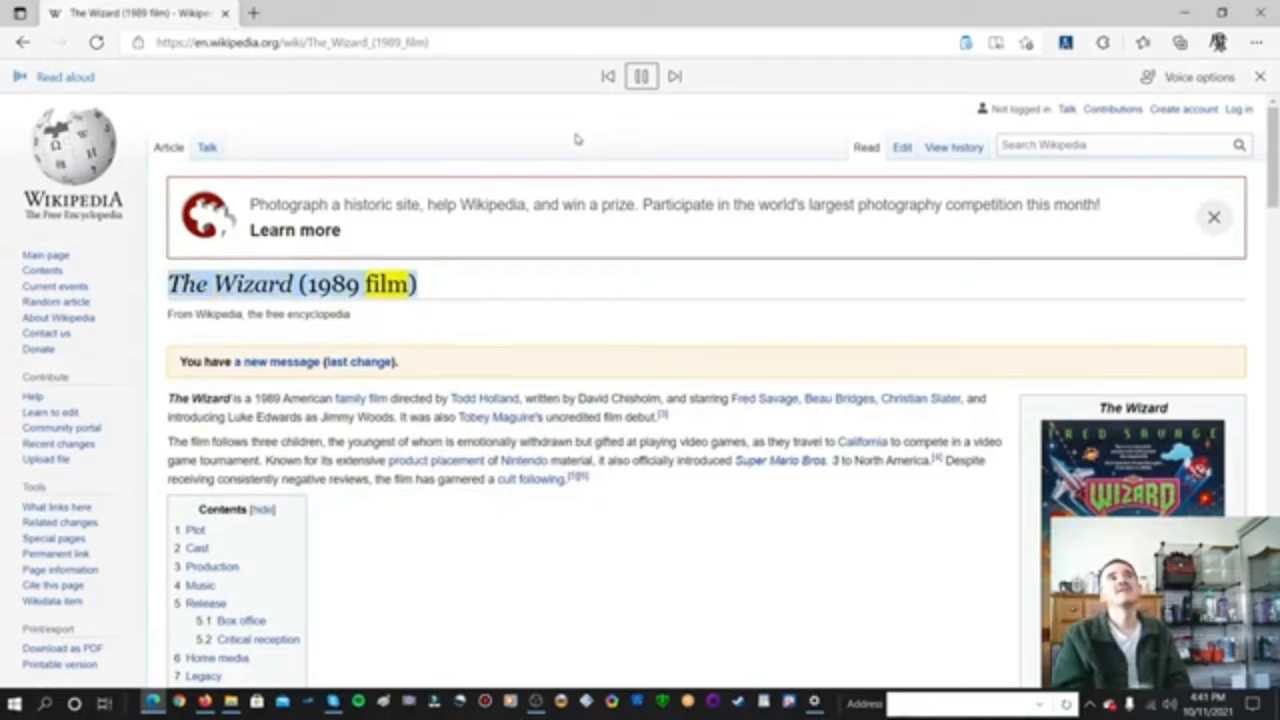 The Wizard (1989 film) - Wikipe
https://en.wikipedia.org/wiki/The_Wizard_(1989_film)
Read aloud
Voice options
Not logged in Talk Contributions Create account Log in
Article Talk
Read Edit View history
Search Wikipedia
WIKIPEDIA
The Free Encyclopedia
Photograph a historic site, help Wikipedia, and win a prize. Participate in the world's largest photography competition this month!
Learn more
Main page
Contents
Current events
Random article
About Wikipedia
Contact us
Donate
Contribute
Help
Learn to edit
Community portal
Recent changes
Upload file
Tools
What links here
Related changes
Special pages
Permanent link
Page information
Cite this page
Wikidata item
Print/export
Download as PDF
Printable version
The Wizard (1989 film)
From Wikipedia, the free encyclopedia
You have a new message (last change).
The Wizard is a 1989 American family film directed by Todd Holland, written by David Chisholm, and starring Fred Savage, Beau Bridges, Christian Slater, and
introducing Luke Edwards as Jimmy Woods. It was also Tobey Maguire's uncredited film debut.[3]
The film follows three children, the youngest of whom is emotionally withdrawn but gifted at playing video games, as they travel to California to compete in a video
game tournament. Known for its extensive product placement of Nintendo material, it also officially introduced Super Mario Bros. 3 to North America.[4] Despite
receiving consistently negative reviews, the film has garnered a cult following.[5][6]
Contents [hide]
1 Plot
2 Cast
3 Production
4 Music
5 Release
5.1 Box office
5.2 Critical reception
6 Home media
7 Legacy
The Wizard
FRED SAVAGE
WIZARD
Address
4:41 PM
10/11/2021